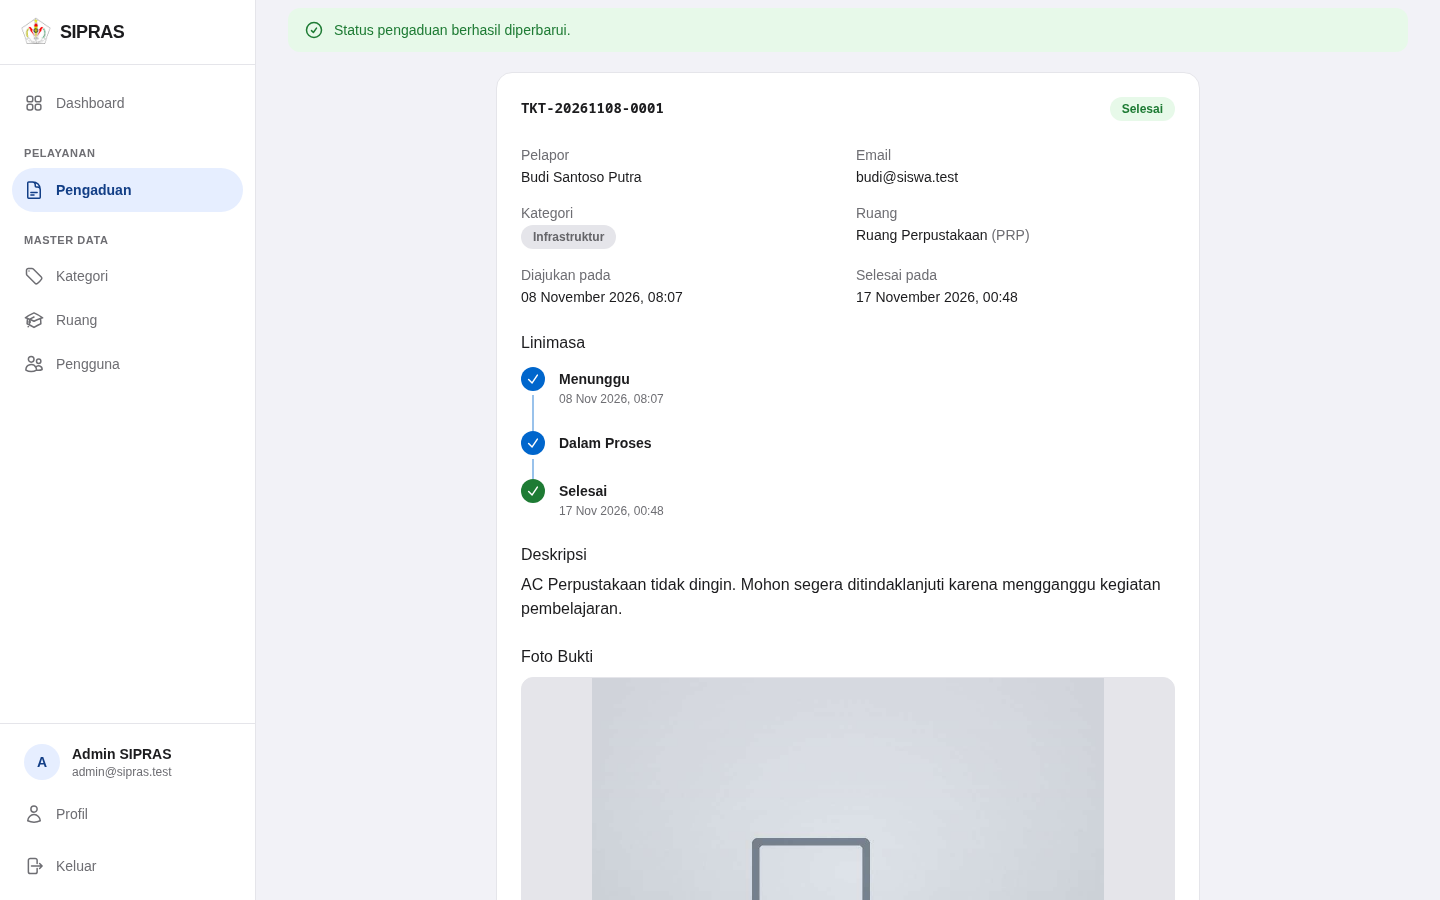 SIPRAS
Dashboard
PELAYANAN
Pengaduan
MASTER DATA
Kategori
Ruang
Pengguna
A
Admin SIPRAS
admin@sipras.test
Profil
Keluar
Status pengaduan berhasil diperbarui.
TKT-20261108-0001
Selesai
Pelapor
Budi Santoso Putra
Email
budi@siswa.test
Kategori
Infrastruktur
Ruang
Ruang Perpustakaan (PRP)
Diajukan pada
08 November 2026, 08:07
Selesai pada
17 November 2026, 00:48
Linimasa
Menunggu
08 Nov 2026, 08:07
Dalam Proses
Selesai
17 Nov 2026, 00:48
Deskripsi
AC Perpustakaan tidak dingin. Mohon segera ditindaklanjuti karena mengganggu kegiatan
pembelajaran.
Foto Bukti